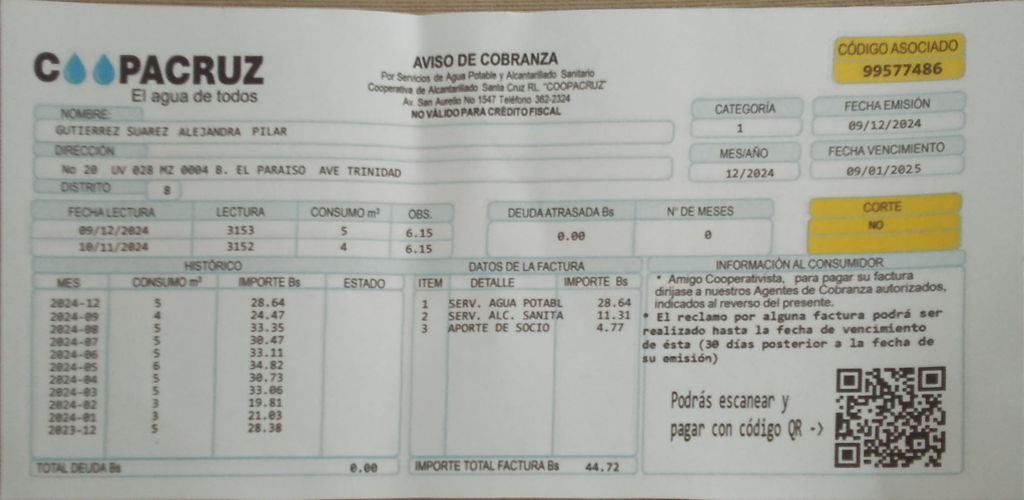 COOPACRUZ
El agua de todos
AVISO DE COBRANZA
Por Servicios de Agua Potable y Alcantarillado Sanitario
Cooperativa de Alcantarillado Santa Cruz RL. "COOPACRUZ"
Av. San Aurelio No 1547 Teléfono 362-2324
NO VÁLIDO PARA CRÉDITO FISCAL
CÓDIGO ASOCIADO
99577486
NOMBRE:
GUTIERREZ SUAREZ ALEJANDRA PILAR
CATEGORÍA
1
FECHA EMISIÓN
09/12/2024
DIRECCIÓN
No 20 UV 028 MZ 0004 B. EL PARAISO AVE TRINIDAD
MES/AÑO
12/2024
FECHA VENCIMIENTO
09/01/2025
DISTRITO 8
FECHA LECTURA LECTURA CONSUMO m³ OBS.
09/12/2024 3153 5 6.15
10/11/2024 3152 4 6.15
DEUDA ATRASADA Bs N° DE MESES
0.00 0
CORTE
NO
HISTÓRICO
MES CONSUMO m³ IMPORTE Bs ESTADO
2024-12 5 28.64
2024-09 4 24.47
2024-08 5 33.35
2024-07 5 30.47
2024-06 5 33.11
2024-05 6 34.82
2024-04 5 30.73
2024-03 5 33.06
2024-02 3 19.81
2024-01 3 21.03
2023-12 5 28.38
TOTAL DEUDA Bs 0.00
DATOS DE LA FACTURA
ITEM DETALLE IMPORTE Bs
1 SERV. AGUA POTABL 28.64
2 SERV. ALC. SANITA 11.31
3 APORTE DE SOCIO 4.77
IMPORTE TOTAL FACTURA Bs 44.72
INFORMACIÓN AL CONSUMIDOR
* Amigo Cooperativista, para pagar su factura
diríjase a nuestros Agentes de Cobranza autorizados,
indicados al reverso del presente.
* El reclamo por alguna factura podrá ser
realizado hasta la fecha de vencimiento
de ésta (30 días posterior a la fecha de
su emisión)
Podrás escanear y
pagar con código QR ->